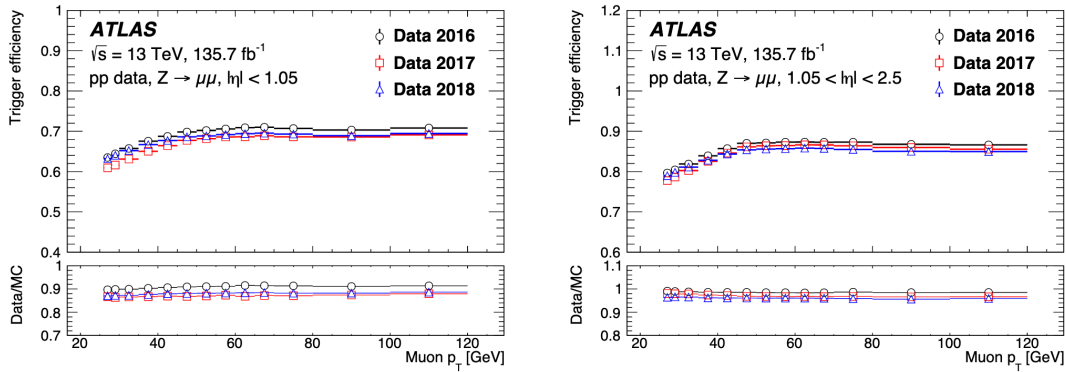 ATLAS
√s = 13 TeV, 135.7 fb⁻¹
pp data, Z → μμ, |η| < 1.05
Data 2016
Data 2017
Data 2018
Trigger efficiency
1
0.9
0.8
0.7
0.6
0.5
0.4
Data/MC
1
0.9
0.8
0.7
20 40 60 80 100 120
Muon p_T [GeV]
ATLAS
√s = 13 TeV, 135.7 fb⁻¹
pp data, Z → μμ, 1.05 < |η| < 2.5
Data 2016
Data 2017
Data 2018
Trigger efficiency
1.2
1.1
1
0.9
0.8
0.7
0.6
Data/MC
1.1
1
0.9
0.8
20 40 60 80 100 120
Muon p_T [GeV]